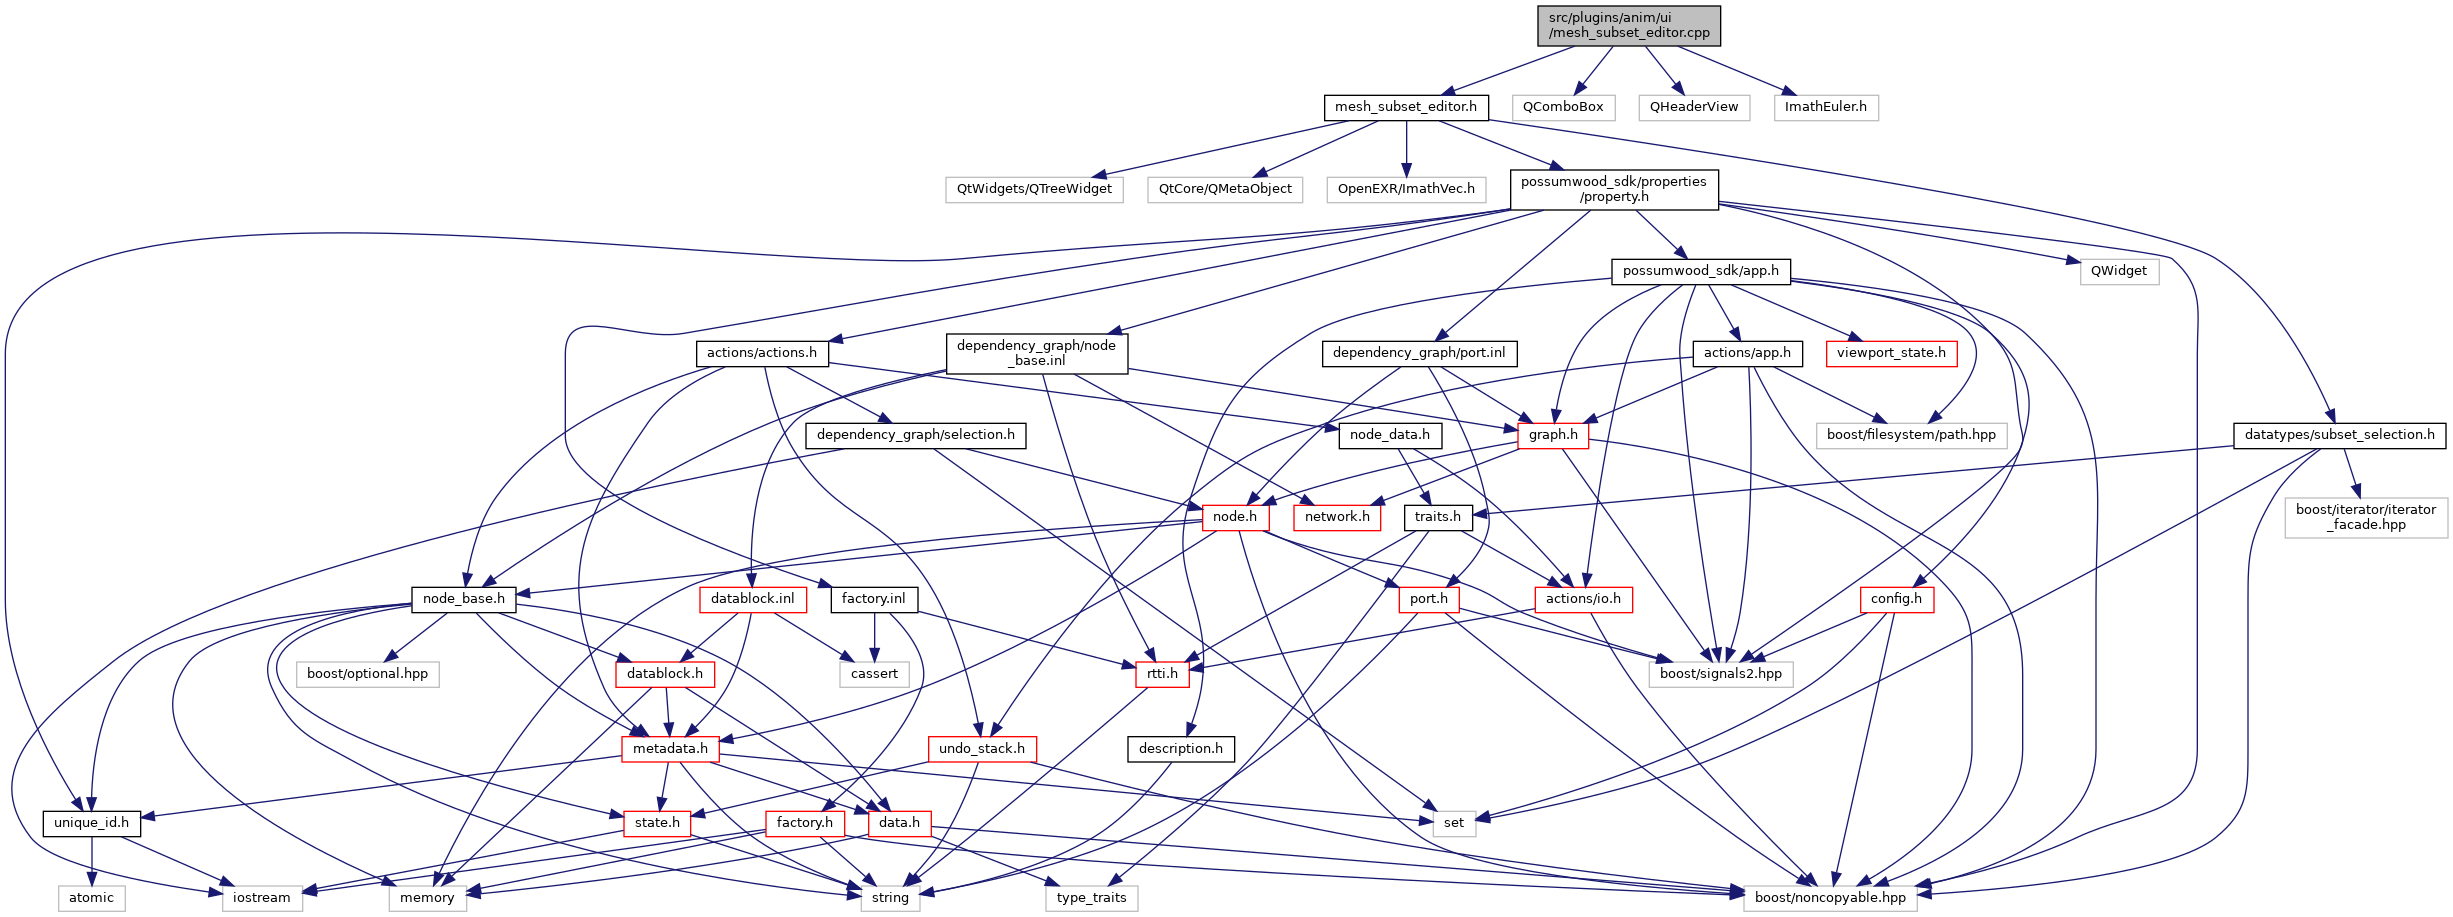 src/plugins/anim/ui
/mesh_subset_editor.cpp
mesh_subset_editor.h
QComboBox
QHeaderView
ImathEuler.h
QtWidgets/QTreeWidget
QtCore/QMetaObject
OpenEXR/ImathVec.h
possumwood_sdk/properties
/property.h
possumwood_sdk/app.h
QWidget
actions/actions.h
dependency_graph/node
_base.inl
dependency_graph/port.inl
actions/app.h
viewport_state.h
dependency_graph/selection.h
node_data.h
graph.h
boost/filesystem/path.hpp
datatypes/subset_selection.h
node.h
network.h
traits.h
boost/iterator/iterator
_facade.hpp
node_base.h
datablock.inl
factory.inl
port.h
actions/io.h
config.h
boost/optional.hpp
datablock.h
cassert
rtti.h
boost/signals2.hpp
metadata.h
undo_stack.h
description.h
unique_id.h
state.h
factory.h
data.h
set
atomic
iostream
memory
string
type_traits
boost/noncopyable.hpp